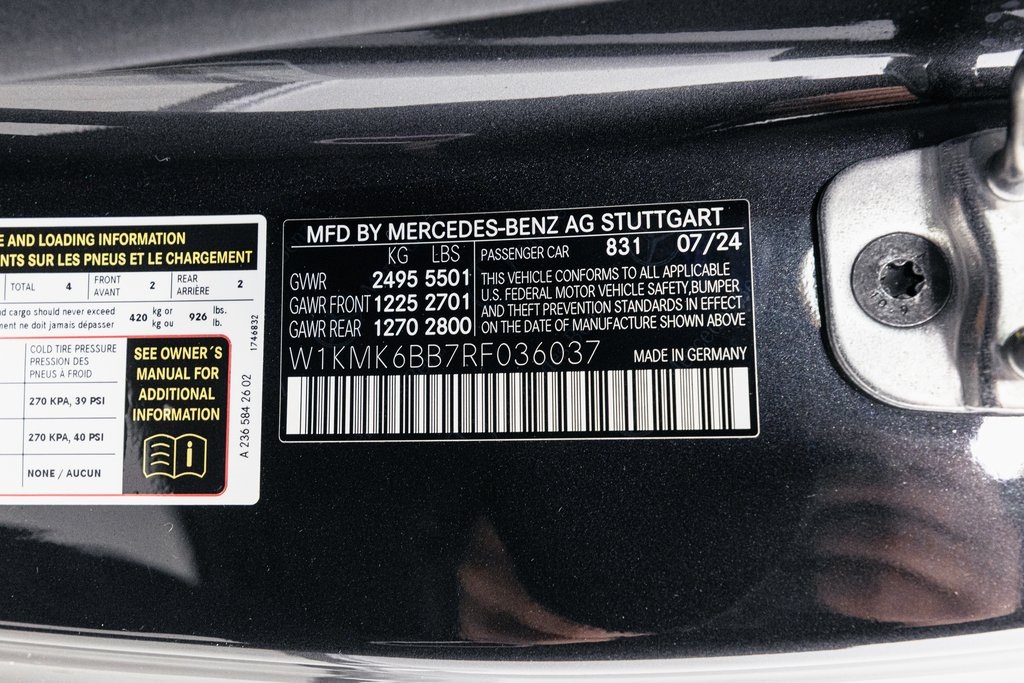 E AND LOADING INFORMATION
NTS SUR LES PNEUS ET LE CHARGEMENT
TOTAL 4 FRONT AVANT 2 REAR ARRIÈRE 2
d cargo should never exceed
ment ne doit jamais dépasser
420 kg or kg ou 926 lbs. lb.
COLD TIRE PRESSURE
PRESSION DES
PNEUS À FROID
270 KPA, 39 PSI
270 KPA, 40 PSI
NONE / AUCUN
SEE OWNER´S
MANUAL FOR
ADDITIONAL
INFORMATION
i
1746832
A 236 584 26 02
MFD BY MERCEDES-BENZ AG STUTTGART
KG LBS
GVWR 2495 5501
GAWR FRONT 1225 2701
GAWR REAR 1270 2800
PASSENGER CAR 831 07/24
THIS VEHICLE CONFORMS TO ALL APPLICABLE
U.S. FEDERAL MOTOR VEHICLE SAFETY,BUMPER
AND THEFT PREVENTION STANDARDS IN EFFECT
ON THE DATE OF MANUFACTURE SHOWN ABOVE
W1KMK6BB7RF036037 MADE IN GERMANY